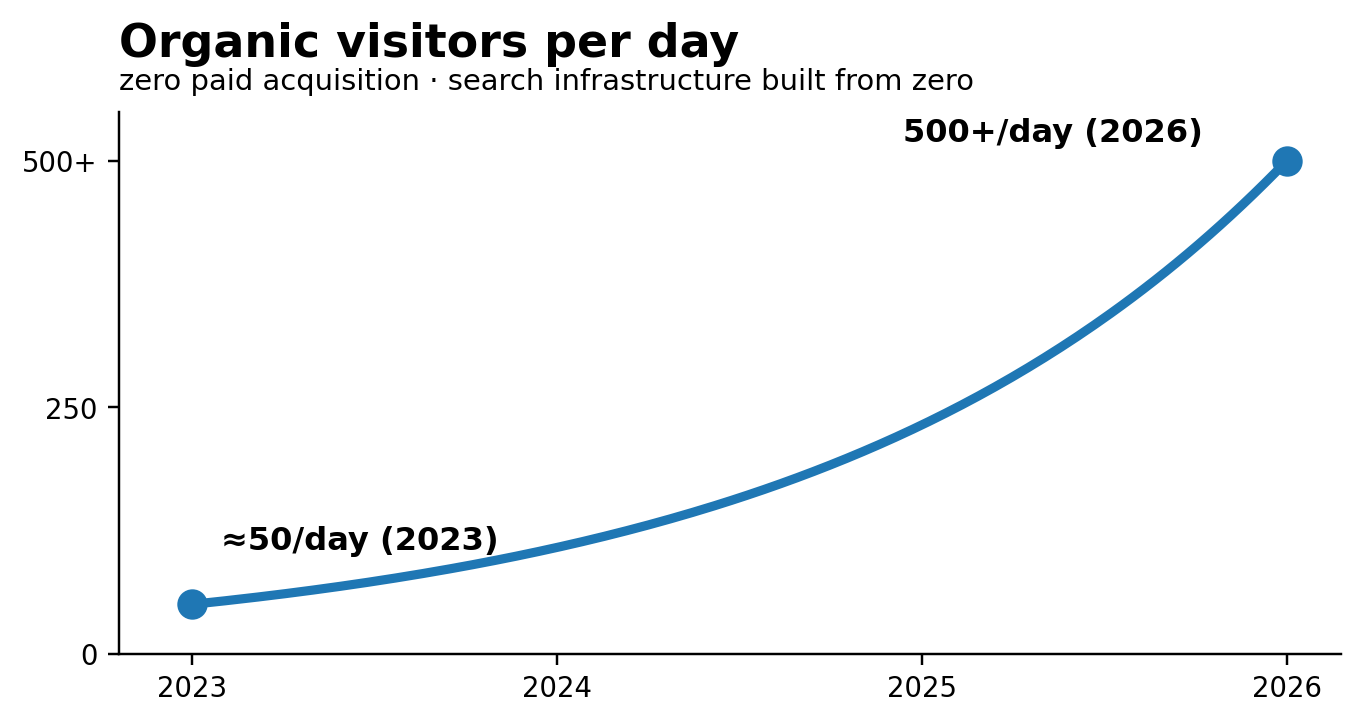 Organic visitors per day
zero paid acquisition · search infrastructure built from zero
500+/day (2026)
500+
250
≈50/day (2023)
0
2023 2024 2025 2026